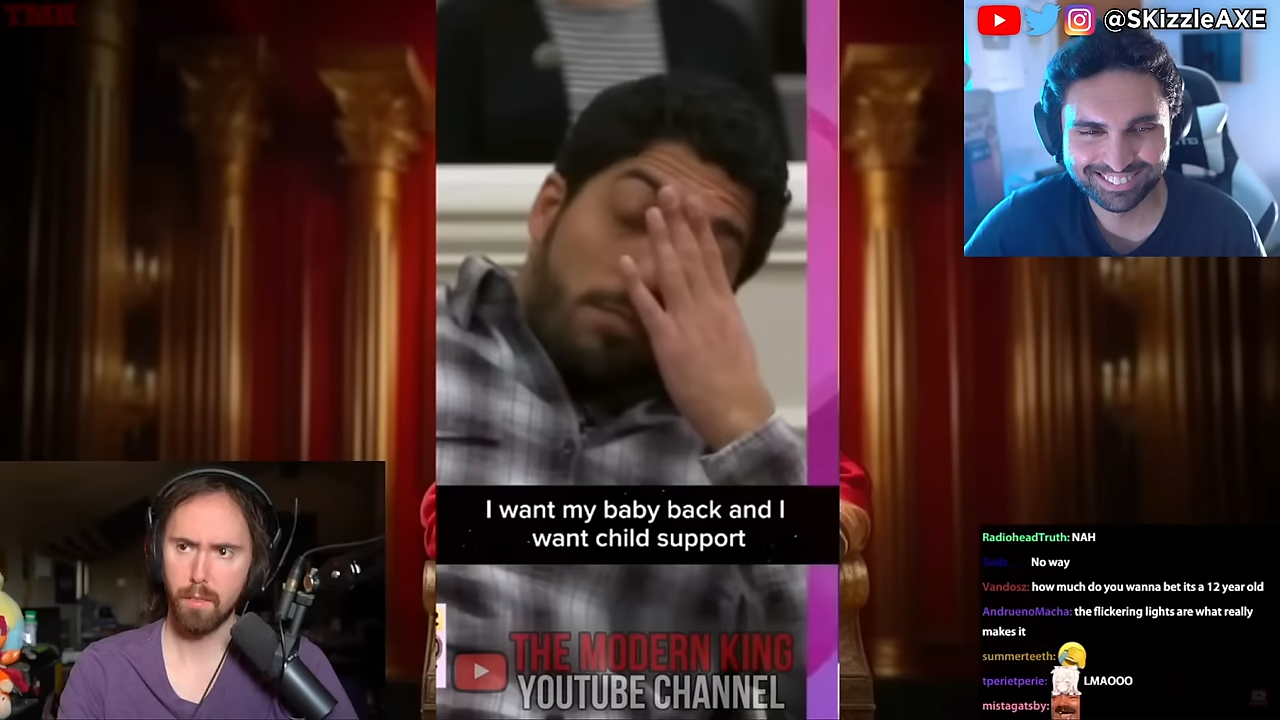 TMK
@SKizzleAXE
I want my baby back and I
want child support
THE MODERN KING
YOUTUBE CHANNEL
RadioheadTruth: NAH
No way
Vandosz: how much do you wanna bet its a 12 year old
AndruenoMacha: the flickering lights are what really
makes it
summerteeth:
tperietperie: LMAOOO
mistagatsby: